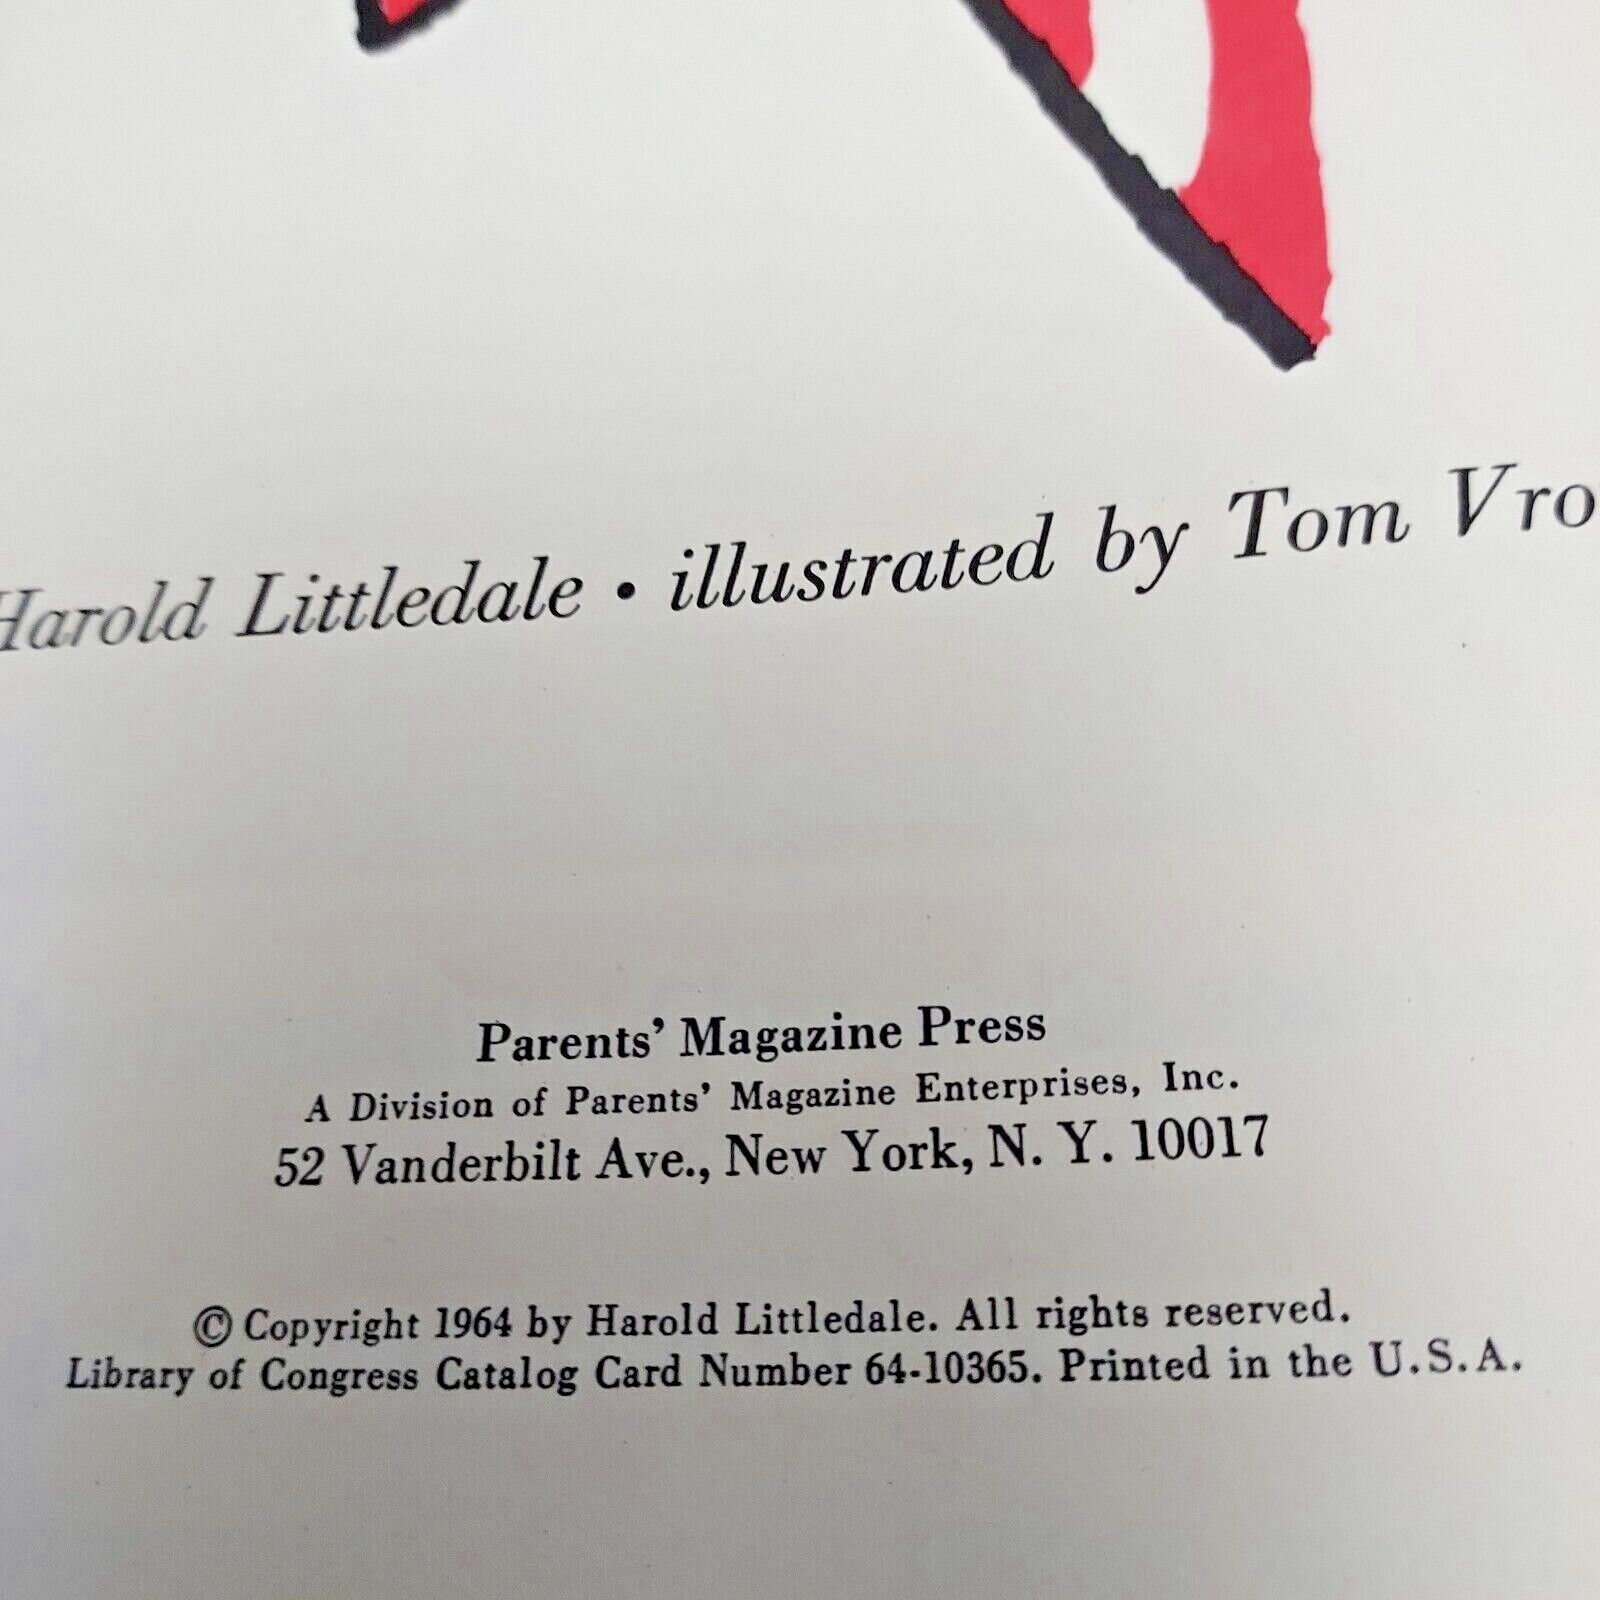 Harold Littledale • illustrated by Tom Vro
Parents' Magazine Press
A Division of Parents' Magazine Enterprises, Inc.
52 Vanderbilt Ave., New York, N. Y. 10017
© Copyright 1964 by Harold Littledale. All rights reserved.
Library of Congress Catalog Card Number 64-10365. Printed in the U.S.A.